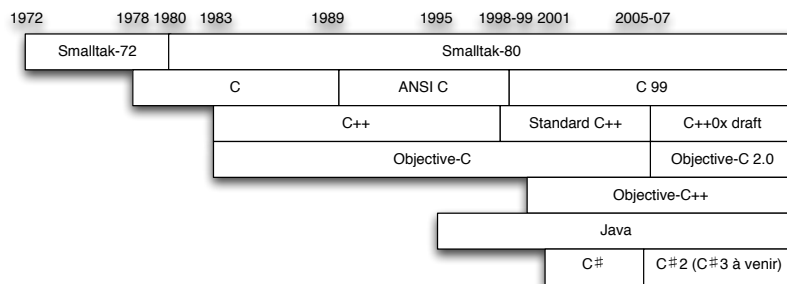 1972 1978 1980 1983 1989 1995 1998-99 2001 2005-07
Smalltak-72 Smalltak-80
C ANSI C C 99
C++ Standard C++ C++0x draft
Objective-C Objective-C 2.0
Objective-C++
Java
C♯ C♯2 (C♯3 à venir)